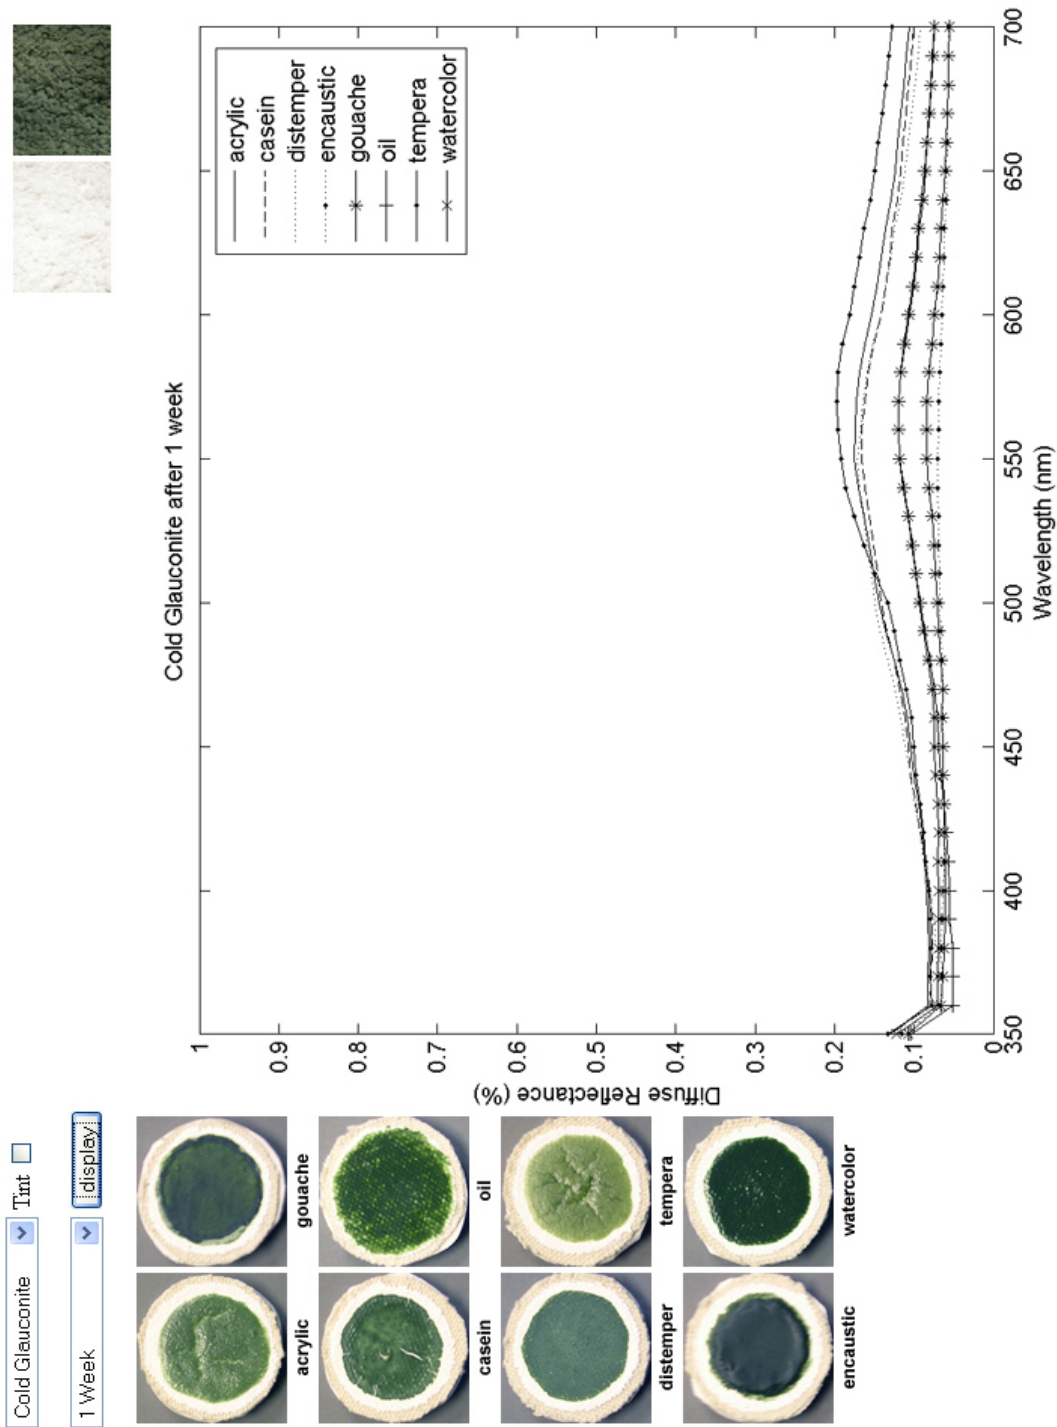 Cold Glauconite Tint
1 Week display
acrylic gouache
casein oil
distemper tempera
encaustic watercolor
Cold Glauconite after 1 week
acrylic
casein
distemper
encaustic
gouache
oil
tempera
watercolor
Diffuse Reflectance (%)
1
0.9
0.8
0.7
0.6
0.5
0.4
0.3
0.2
0.1
0
350 400 450 500 550 600 650 700
Wavelength (nm)